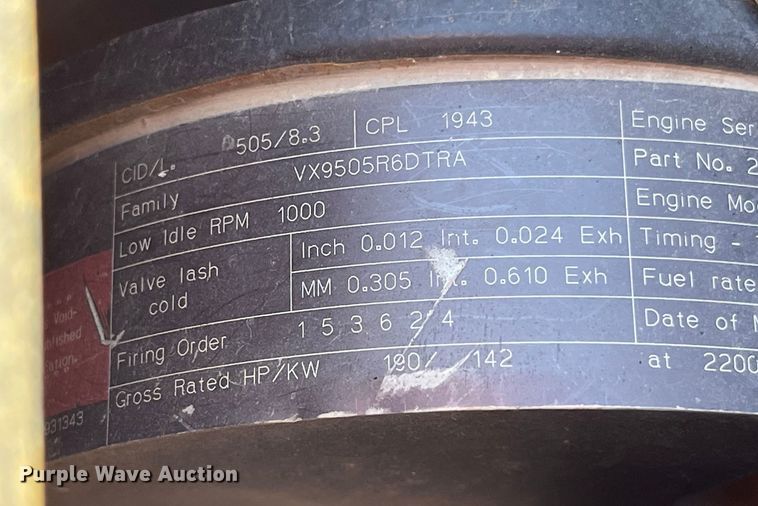 CID/L. 505/8.3 CPL 1943 Engine Ser
Family VX9505R6DTRA Part No. 2
Low Idle RPM 1000 Engine Mo
Valve lash cold Inch 0.012 Int. 0.024 Exh Timing -
MM 0.305 Int. 0.610 Exh Fuel rate
Firing Order 1 5 3 6 2 4 Date of M
Gross Rated HP/KW 190/ 142 at 2200
Void-
931343
Purple Wave Auction